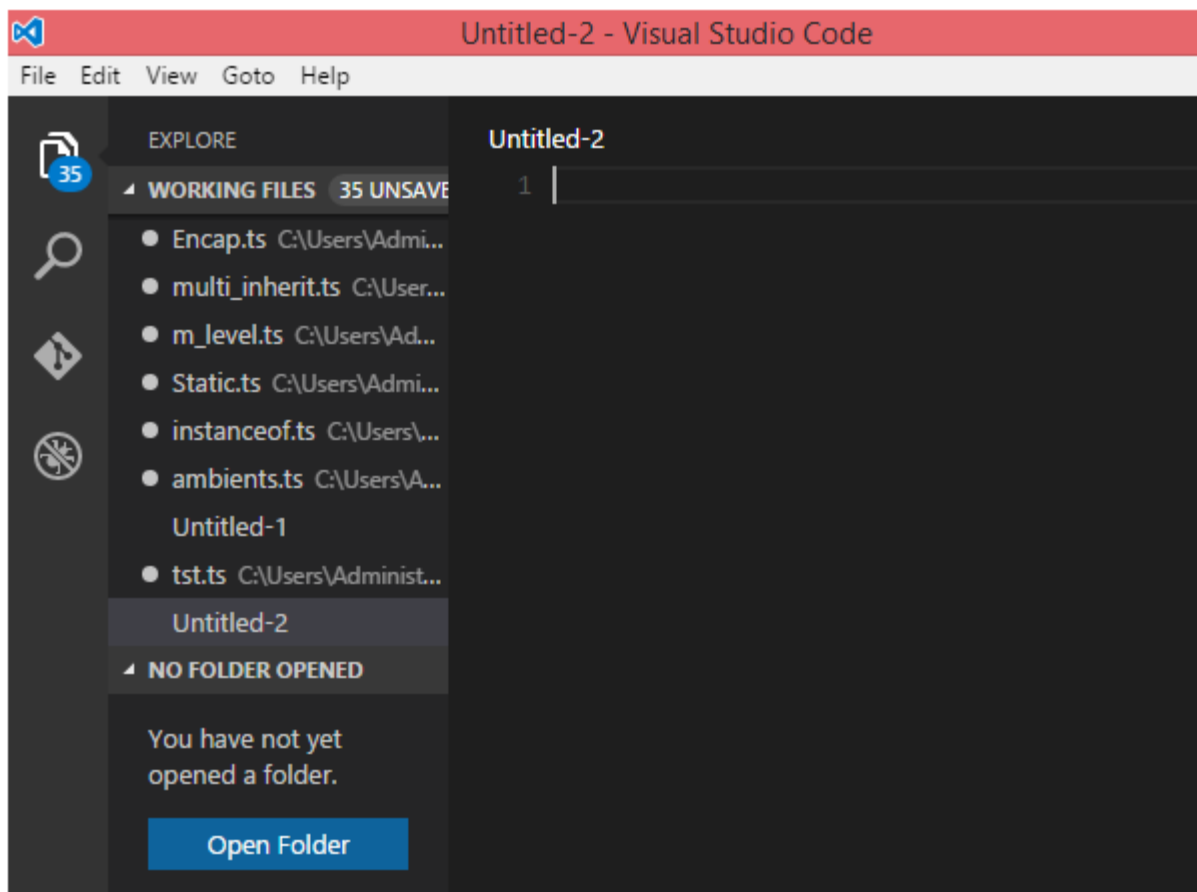 Untitled-2 - Visual Studio Code
File Edit View Goto Help
EXPLORE
35
WORKING FILES 35 UNSAVE
Encap.ts C:\Users\Admi...
multi_inherit.ts C:\User...
m_level.ts C:\Users\Ad...
Static.ts C:\Users\Admi...
instanceof.ts C:\Users\...
ambients.ts C:\Users\A...
Untitled-1
tst.ts C:\Users\Administ...
Untitled-2
NO FOLDER OPENED
You have not yet
opened a folder.
Open Folder
Untitled-2
1